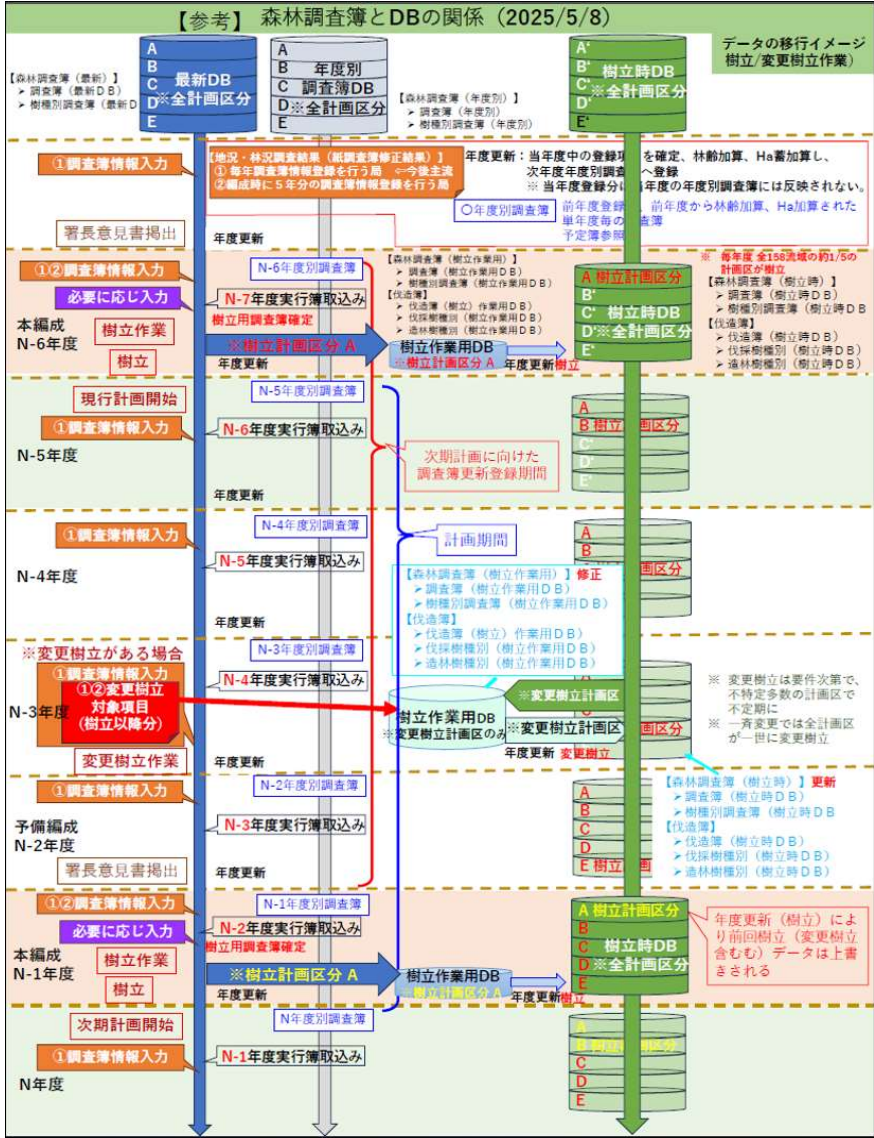 【参考】 森林調査簿とDBの関係（2025/5/8）
データの移行イメージ
樹立/変更樹立作業）
【森林調査簿（最新）】
➤ 調査簿（最新ＤＢ）
➤ 樹種別調査簿（最新D
A
B
C
D
E
最新DB
※全計画区分
A
B
C
D
E
年度別
調査簿DB
※全計画区分
【森林調査簿（年度別）】
➤ 調査簿（年度別）
➤ 樹種別調査簿（年度別）
A'
B'
C'
D'
E'
樹立時DB
※全計画区分
①調査簿情報入力
【地況・林況調査結果（紙調査簿修正結果）】
① 毎年調査簿情報登録を行う局 ⇐今後主流
②編成時に５年分の調査簿情報登録を行う局
年度更新：当年度中の登録項 を確定、林齢加算、Ha蓄加算し、
次年度年度別調査 へ登録
※ 当年度登録分は 当年度の年度別調査簿には反映されない。
〇年度別調査簿
前年度登録 、前年度から林齢加算、Ha加算された
単年度毎の 査簿
予定簿参照
署長意見書掲出
年度更新
①②調査簿情報入力
必要に応じ入力
本編成
N-6年度
樹立作業
樹立
N-6年度別調査簿
N-7年度実行簿取込み
樹立用調査簿確定
※樹立計画区分 A
年度更新
【森林調査簿（樹立作業用）】
➤ 調査簿（樹立作業用ＤＢ）
➤ 樹種別調査簿（樹立作業用ＤＢ）
【伐造簿】
➤ 伐造簿（樹立）作業用ＤＢ）
➤ 伐採樹種別（樹立作業用ＤＢ）
➤ 造林樹種別（樹立作業用ＤＢ）
樹立作業用DB
※樹立計画区分 A
年度更新樹立
A 樹立計画区分
B'
C'
D'
E'
樹立時DB
※全計画区分
※ 毎年度 全158流域の約1/5の
計画区が樹立
【森林調査簿（樹立時）】
➤ 調査簿（樹立時ＤＢ）
➤ 樹種別調査簿（樹立時ＤＢ
【伐造簿】
➤ 伐造簿（樹立時ＤＢ）
➤ 伐採樹種別（樹立時ＤＢ）
➤ 造林樹種別（樹立時ＤＢ）
現行計画開始
①調査簿情報入力
N-5年度
N-5年度別調査簿
N-6年度実行簿取込み
年度更新
次期計画に向けた
調査簿更新登録期間
A
B 樹立計画区分
C'
D'
E'
①調査簿情報入力
N-4年度
N-4年度別調査簿
N-5年度実行簿取込み
年度更新
計画期間
A
B
区分
【森林調査簿（樹立作業用）】修正
➤ 調査簿（樹立作業用ＤＢ）
➤ 樹種別調査簿（樹立作業用ＤＢ）
【伐造簿】
➤ 伐造簿（樹立）作業用ＤＢ）
➤ 伐採樹種別（樹立作業用ＤＢ）
➤ 造林樹種別（樹立作業用ＤＢ）
※変更樹立がある場合
①調査簿情報入力
①②変更樹立
対象項目
（樹立以降分）
N-3年度
変更樹立作業
N-3年度別調査簿
N-4年度実行簿取込み
年度更新
樹立作業用DB
※変更樹立計画区のみ
※変更樹立計画区
※変更樹立計画区
年度更新 変更樹立
区分
※ 変更樹立は要件次第で、
不特定多数の計画区で
不定期に
※ 一斉変更では全計画区
が一世に変更樹立
①調査簿情報入力
予備編成
N-2年度
署長意見書掲出
N-2年度別調査簿
N-3年度実行簿取込み
年度更新
A
B
C
D
E 樹立計画
【森林調査簿（樹立時）】更新
➤ 調査簿（樹立時ＤＢ）
➤ 樹種別調査簿（樹立時ＤＢ
【伐造簿】
➤ 伐造簿（樹立時ＤＢ）
➤ 伐採樹種別（樹立時ＤＢ）
➤ 造林樹種別（樹立時ＤＢ）
①②調査簿情報入力
必要に応じ入力
本編成
N-1年度
樹立作業
樹立
N-1年度別調査簿
N-2年度実行簿取込み
樹立用調査簿確定
※樹立計画区分 A
年度更新
樹立作業用DB
※樹立計画区分 A
年度更新樹立
A 樹立計画区分
B
C
D
E
樹立時DB
※全計画区分
年度更新（樹立）によ
り前回樹立（変更樹立
含むむ）データは上書
きされる
次期計画開始
①調査簿情報入力
N年度
N年度別調査簿
N-1年度実行簿取込み
A
B 樹立 区分
C
D
E